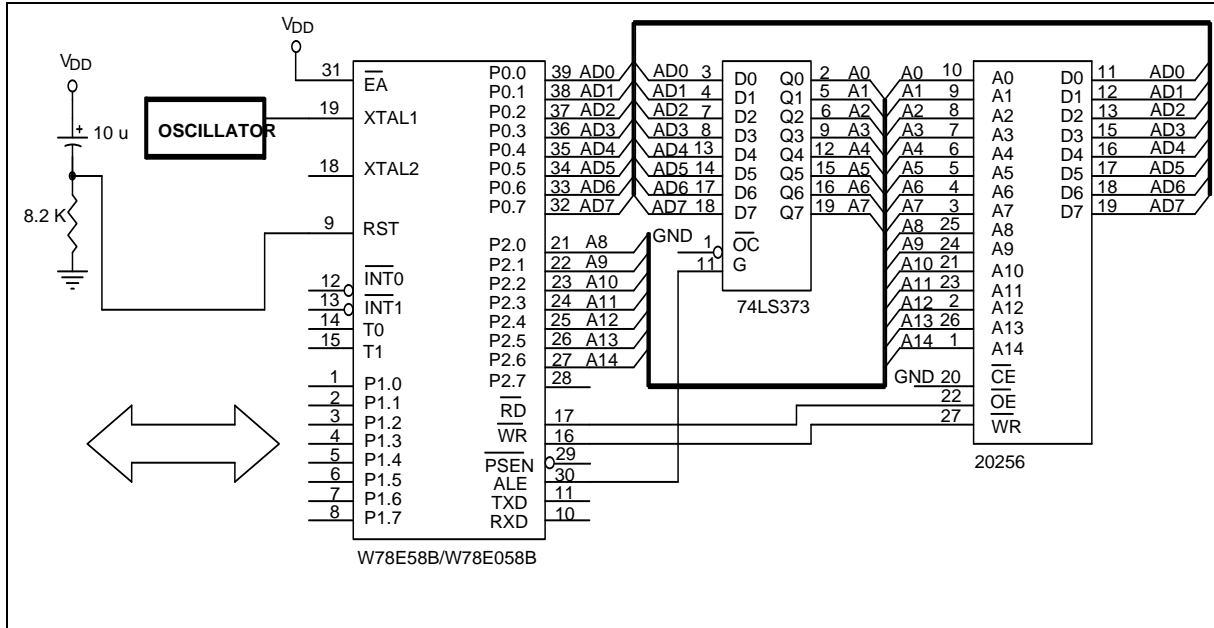 VDD
10 u
8.2 K
OSCILLATOR
VDD
31 EA
19 XTAL1
18 XTAL2
9 RST
12 INT0
13 INT1
14 T0
15 T1
1 P1.0
2 P1.1
3 P1.2
4 P1.3
5 P1.4
6 P1.5
7 P1.6
8 P1.7
P0.0 39 AD0
P0.1 38 AD1
P0.2 37 AD2
P0.3 36 AD3
P0.4 35 AD4
P0.5 34 AD5
P0.6 33 AD6
P0.7 32 AD7
P2.0 21 A8
P2.1 22 A9
P2.2 23 A10
P2.3 24 A11
P2.4 25 A12
P2.5 26 A13
P2.6 27 A14
P2.7 28
RD 17
WR 16
PSEN 29
ALE 30
TXD 11
RXD 10
W78E58B/W78E058B
AD0 3 D0 Q0 2 A0
AD1 4 D1 Q1 5 A1
AD2 7 D2 Q2 6 A2
AD3 8 D3 Q3 9 A3
AD4 13 D4 Q4 12 A4
AD5 14 D5 Q5 15 A5
AD6 17 D6 Q6 16 A6
AD7 18 D7 Q7 19 A7
GND 1 OC
11 G
74LS373
A0 10 A0 D0 11 AD0
A1 9 A1 D1 12 AD1
A2 8 A2 D2 13 AD2
A3 7 A3 D3 15 AD3
A4 6 A4 D4 16 AD4
A5 5 A5 D5 17 AD5
A6 4 A6 D6 18 AD6
A7 3 A7 D7 19 AD7
A8 25 A8
A9 24 A9
A10 21 A10
A11 23 A11
A12 2 A12
A13 26 A13
A14 1 A14
GND 20 CE
22 OE
27 WR
20256